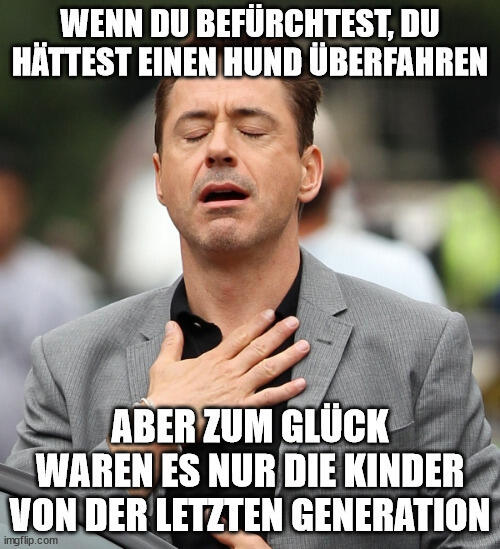 WENN DU BEFÜRCHTEST, DU
HÄTTEST EINEN HUND ÜBERFAHREN
ABER ZUM GLÜCK
WAREN ES NUR DIE KINDER
VON DER LETZTEN GENERATION
imgflip.com